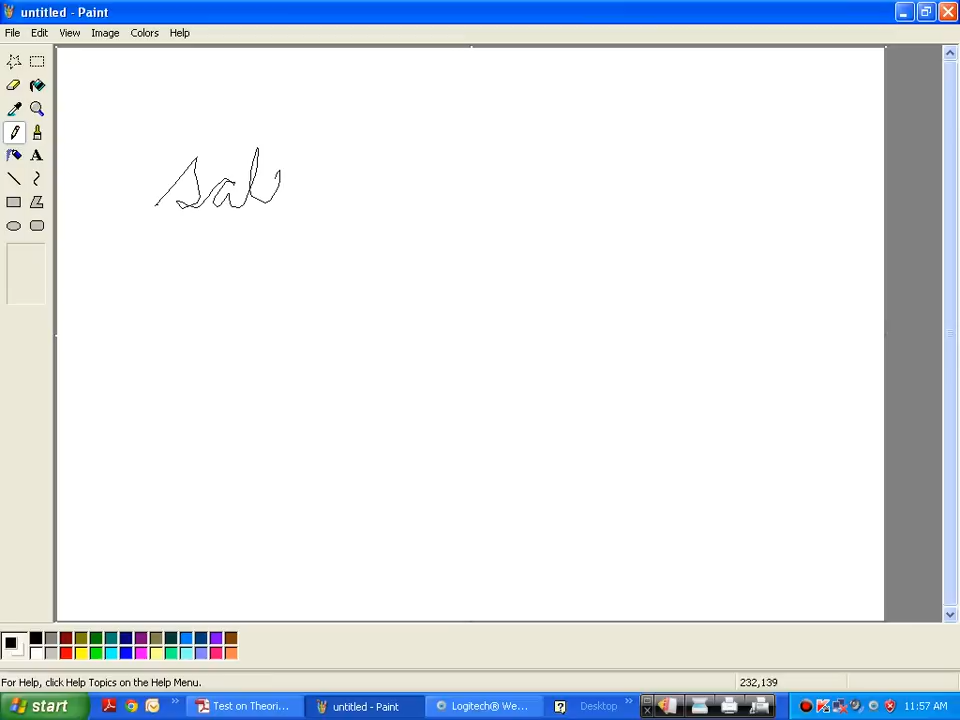 untitled - Paint
File Edit View Image Colors Help
A
For Help, click Help Topics on the Help Menu.
232,139
start
Test on Theori...
untitled - Paint
Logitech® We...
Desktop
11:57 AM